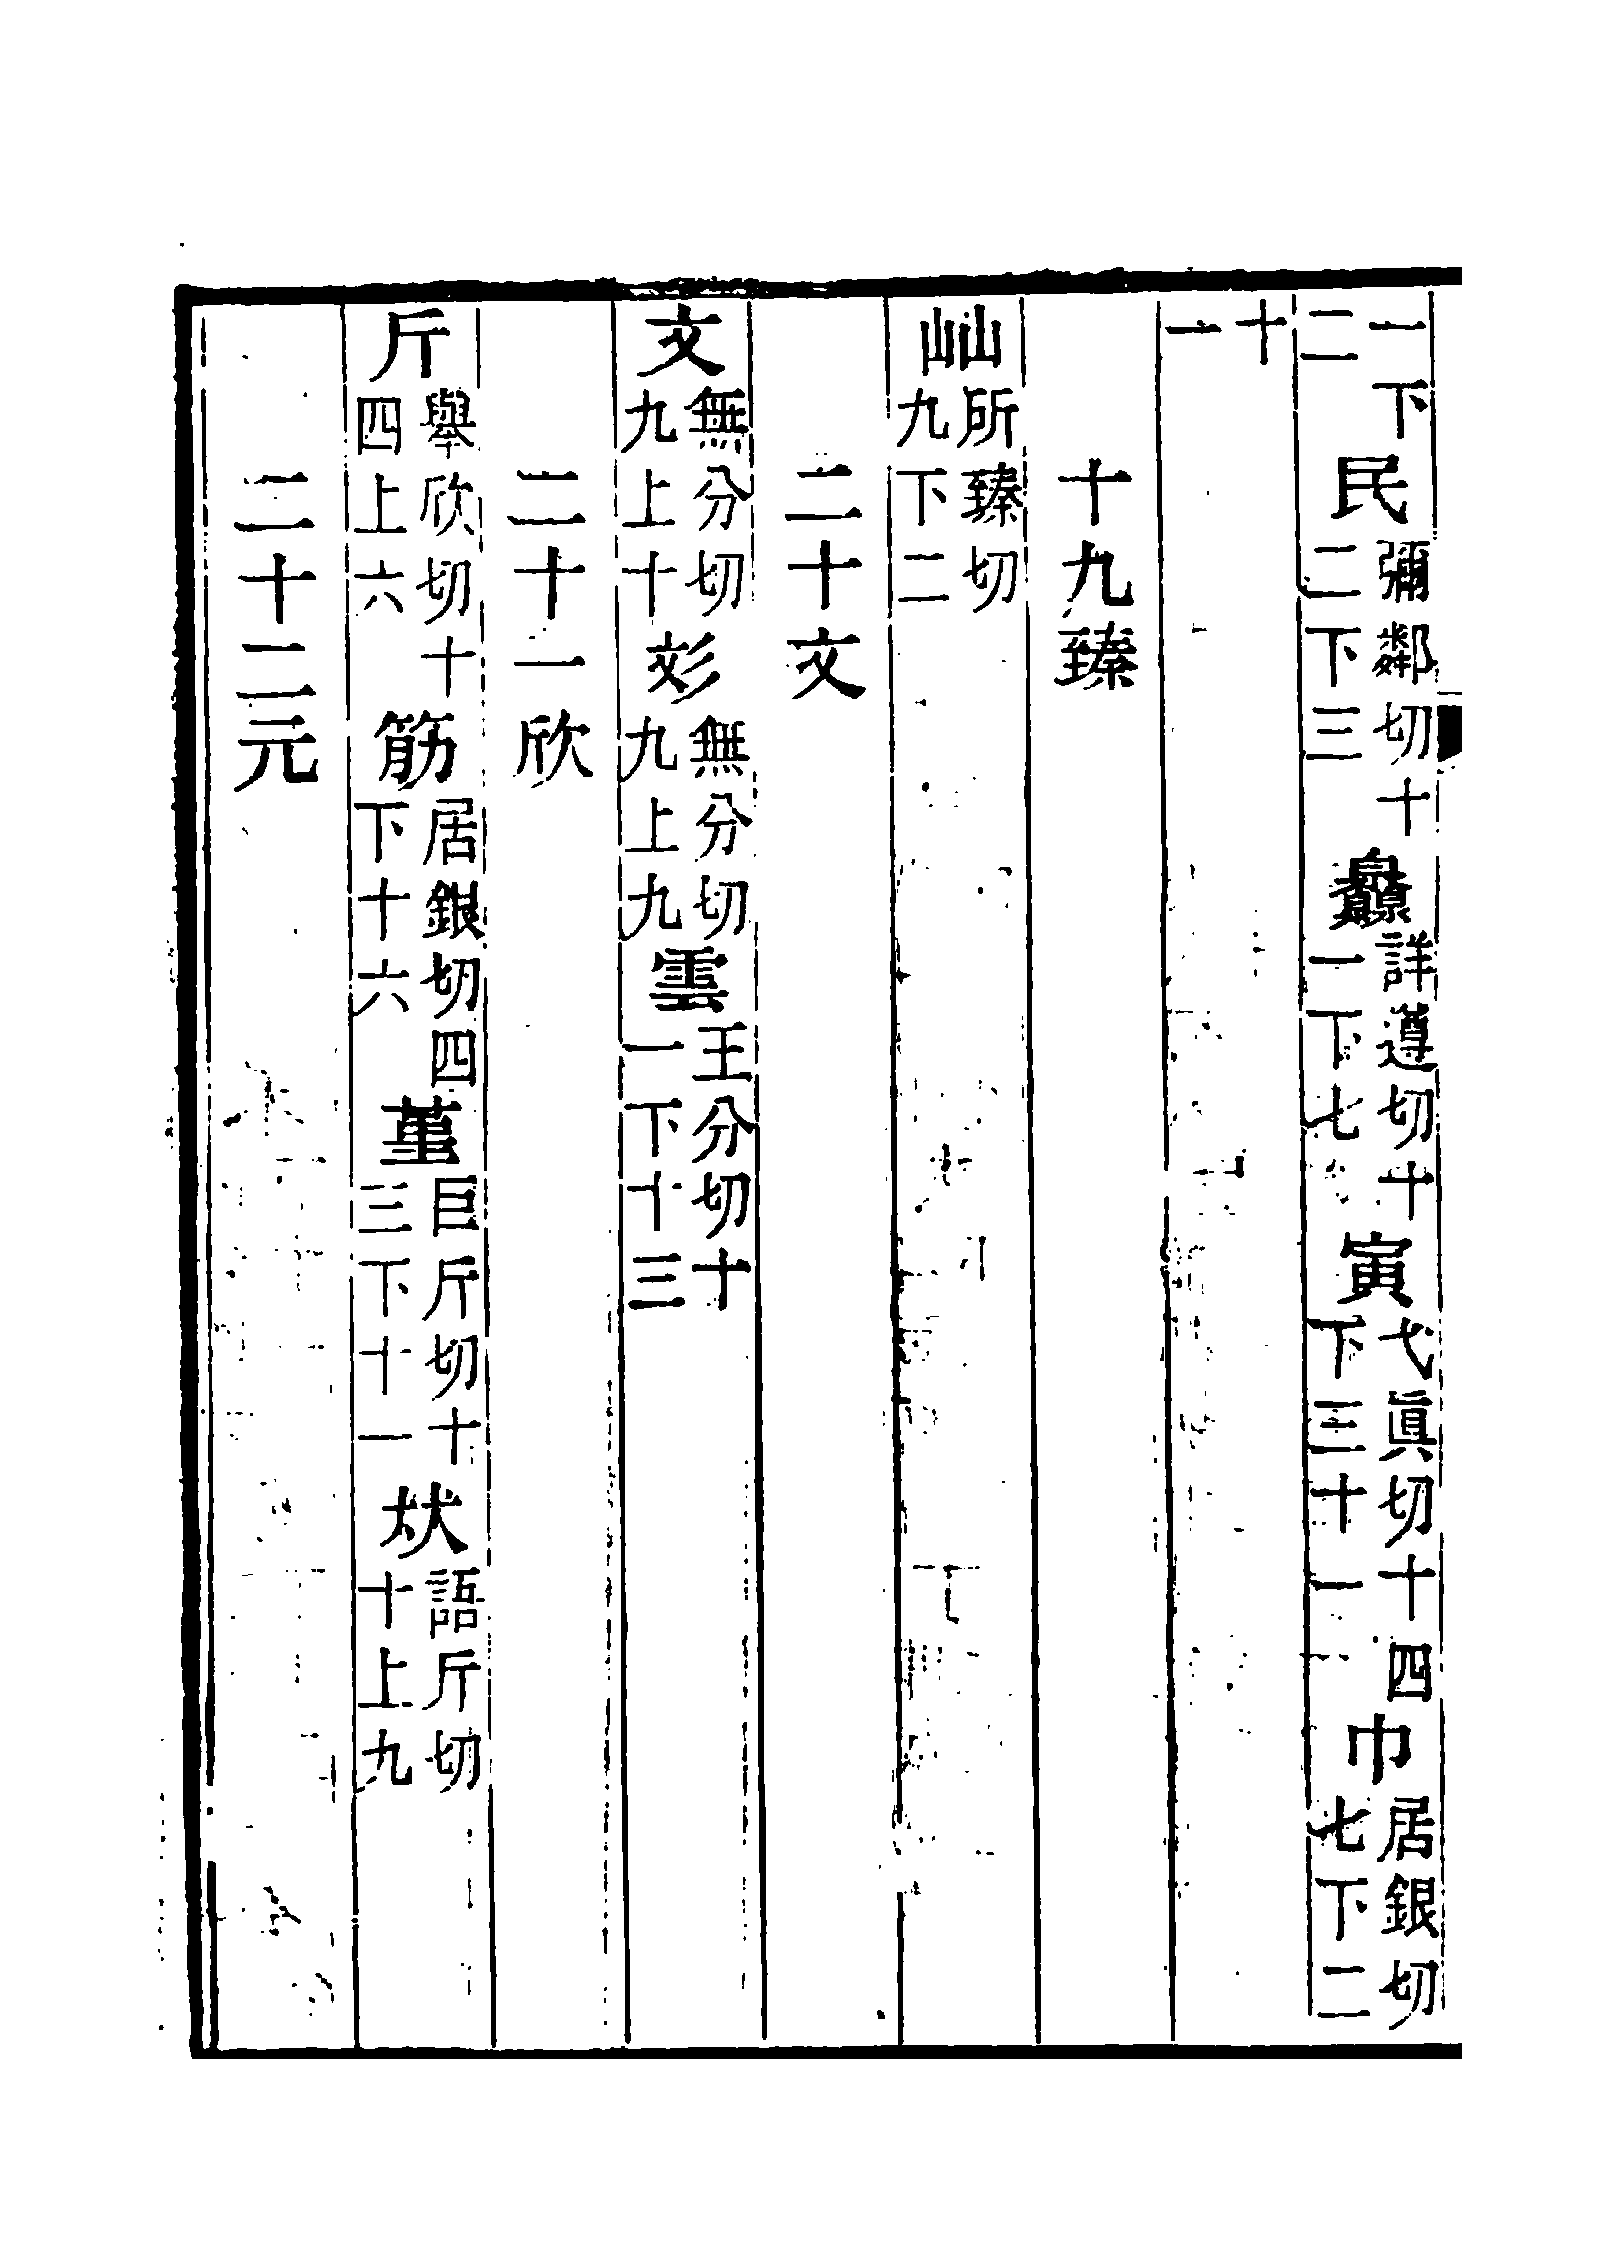 一下二民彌鄰切十二下三灥詳遵切十一下七寅弋眞切十四下三十一巾居銀切七下二
十一
十九臻
屾所臻切九下二
二十文
文無分切九上十彣無分切九上九雲王分切十一下十三
二十一欣
斤舉欣切十四上六筋居銀切四下十六堇巨斤切十三下十一㹜語斤切十上九
二十二元